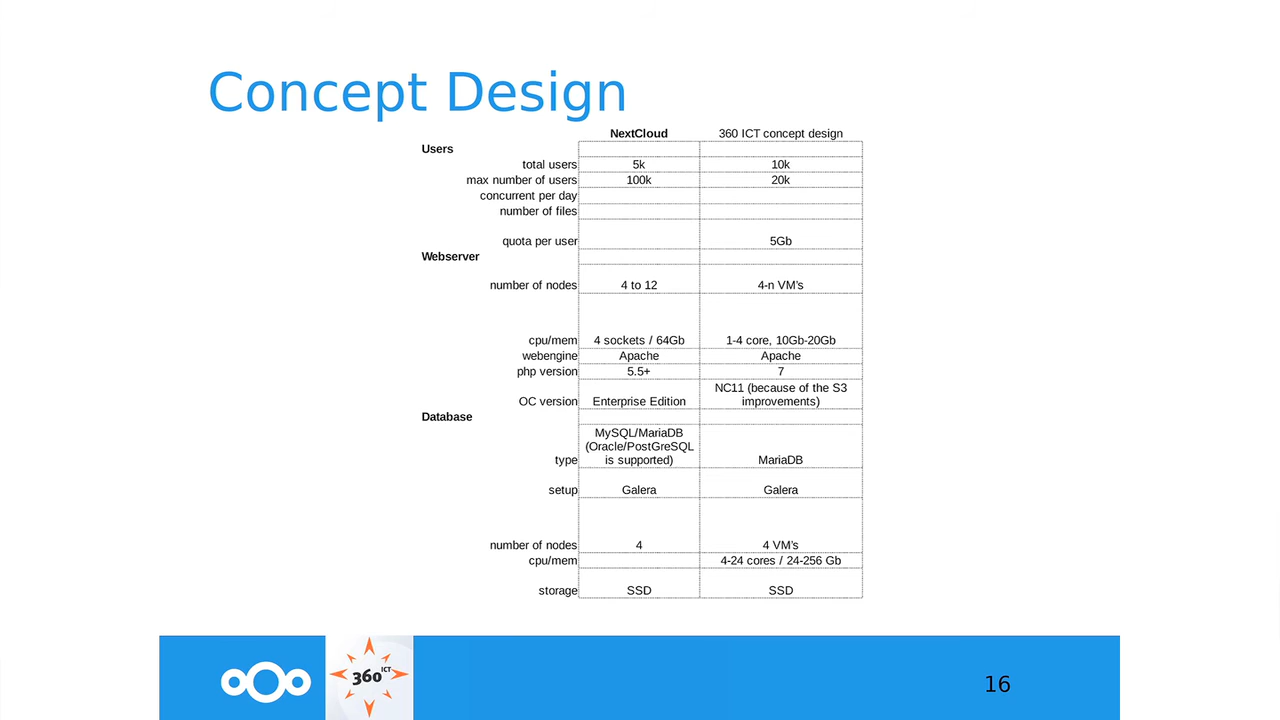 Concept Design
NextCloud 360 ICT concept design
Users
total users 5k 10k
max number of users 100k 20k
concurrent per day
number of files
quota per user 5Gb
Webserver
number of nodes 4 to 12 4-n VM's
cpu/mem 4 sockets / 64Gb 1-4 core, 10Gb-20Gb
webengine Apache Apache
php version 5.5+ 7
NC11 (because of the S3
OC version Enterprise Edition improvements)
Database
MySQL/MariaDB
(Oracle/PostGreSQL
type is supported) MariaDB
setup Galera Galera
number of nodes 4 4 VM's
cpu/mem 4-24 cores / 24-256 Gb
storage SSD SSD
360 ICT
16